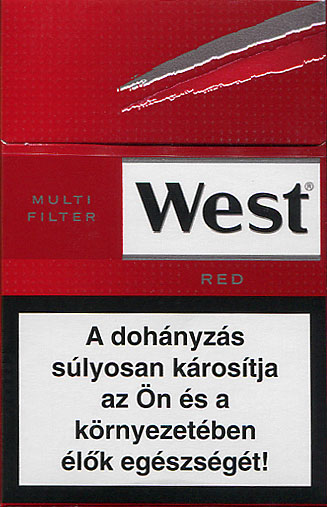 MULTI
FILTER
West®
RED
A dohányzás
súlyosan károsítja
az Ön és a
környezetében
élők egészségét!